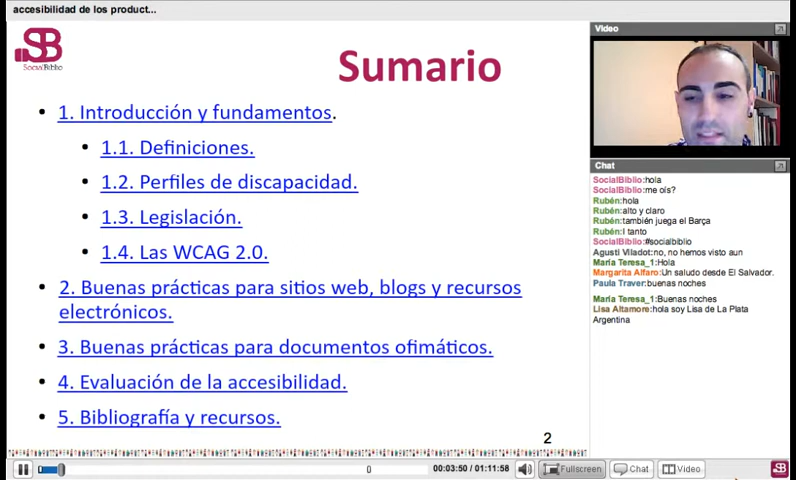 accesibilidad de los product...
SB
SocialBiblio
Sumario
• 1. Introducción y fundamentos.
• 1.1. Definiciones.
• 1.2. Perfiles de discapacidad.
• 1.3. Legislación.
• 1.4. Las WCAG 2.0.
• 2. Buenas prácticas para sitios web, blogs y recursos
electrónicos.
• 3. Buenas prácticas para documentos ofimáticos.
• 4. Evaluación de la accesibilidad.
• 5. Bibliografía y recursos.
2
Video
Chat
SocialBiblio:hola
SocialBiblio:me ois?
Rubén:hola
Rubén:alto y claro
Rubén:también juega el Barça
Rubén:I tanto
SocialBiblio:#socialbiblio
Agustí Viladot:no, no hemos visto aun
María Teresa_1:Hola
Margarita Alfaro:Un saludo desde El Salvador.
Paula Traver:buenas noches
María Teresa_1:Buenas noches
Lisa Altamore:hola soy Lisa de La Plata
Argentina
00:03:50 / 01:11:58
Fullscreen
Chat
Video
SB